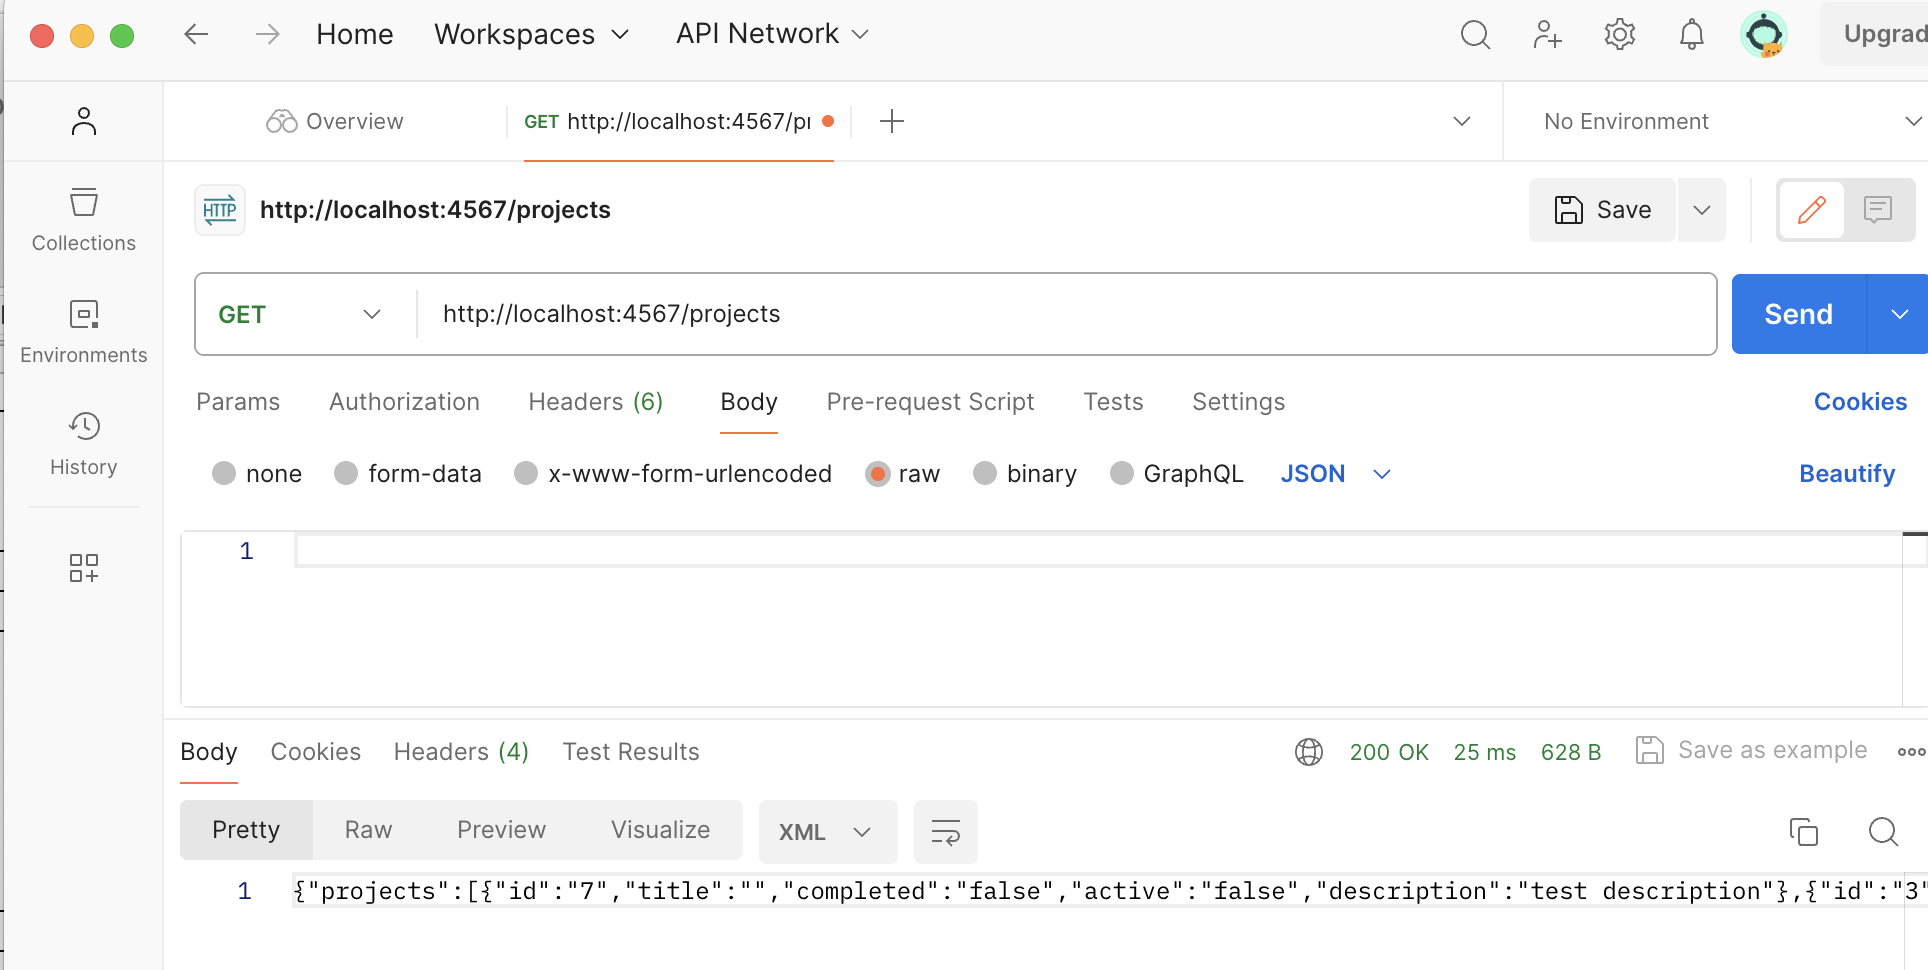 Home Workspaces API Network Upgrad
Overview GET http://localhost:4567/pr No Environment
HTTP http://localhost:4567/projects Save
Collections
GET http://localhost:4567/projects Send
Environments
Params Authorization Headers (6) Body Pre-request Script Tests Settings Cookies
History
none form-data x-www-form-urlencoded raw binary GraphQL JSON Beautify
1
Body Cookies Headers (4) Test Results 200 OK 25 ms 628 B Save as example
Pretty Raw Preview Visualize XML
1 {"projects":[{"id":"7","title":"","completed":"false","active":"false","description":"test description"},{"id":"3"